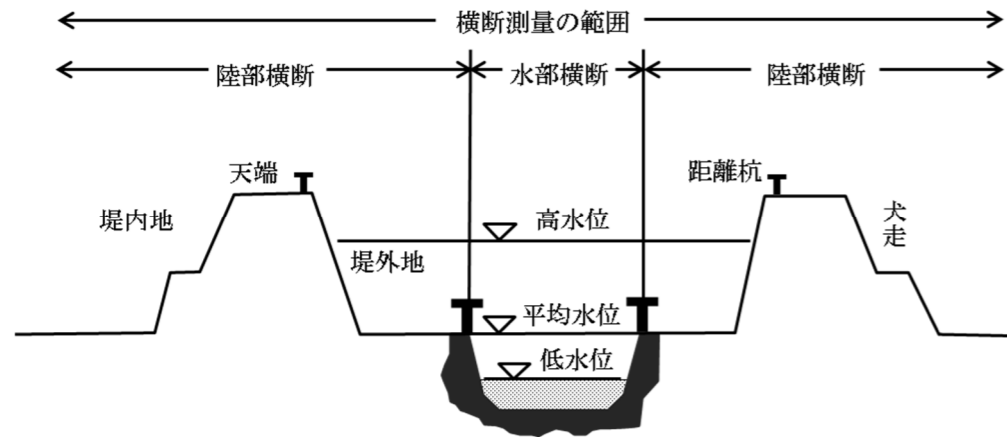 横断測量の範囲
陸部横断
水部横断
陸部横断
天端
距離杭
堤内地
高水位
犬走
堤外地
平均水位
低水位